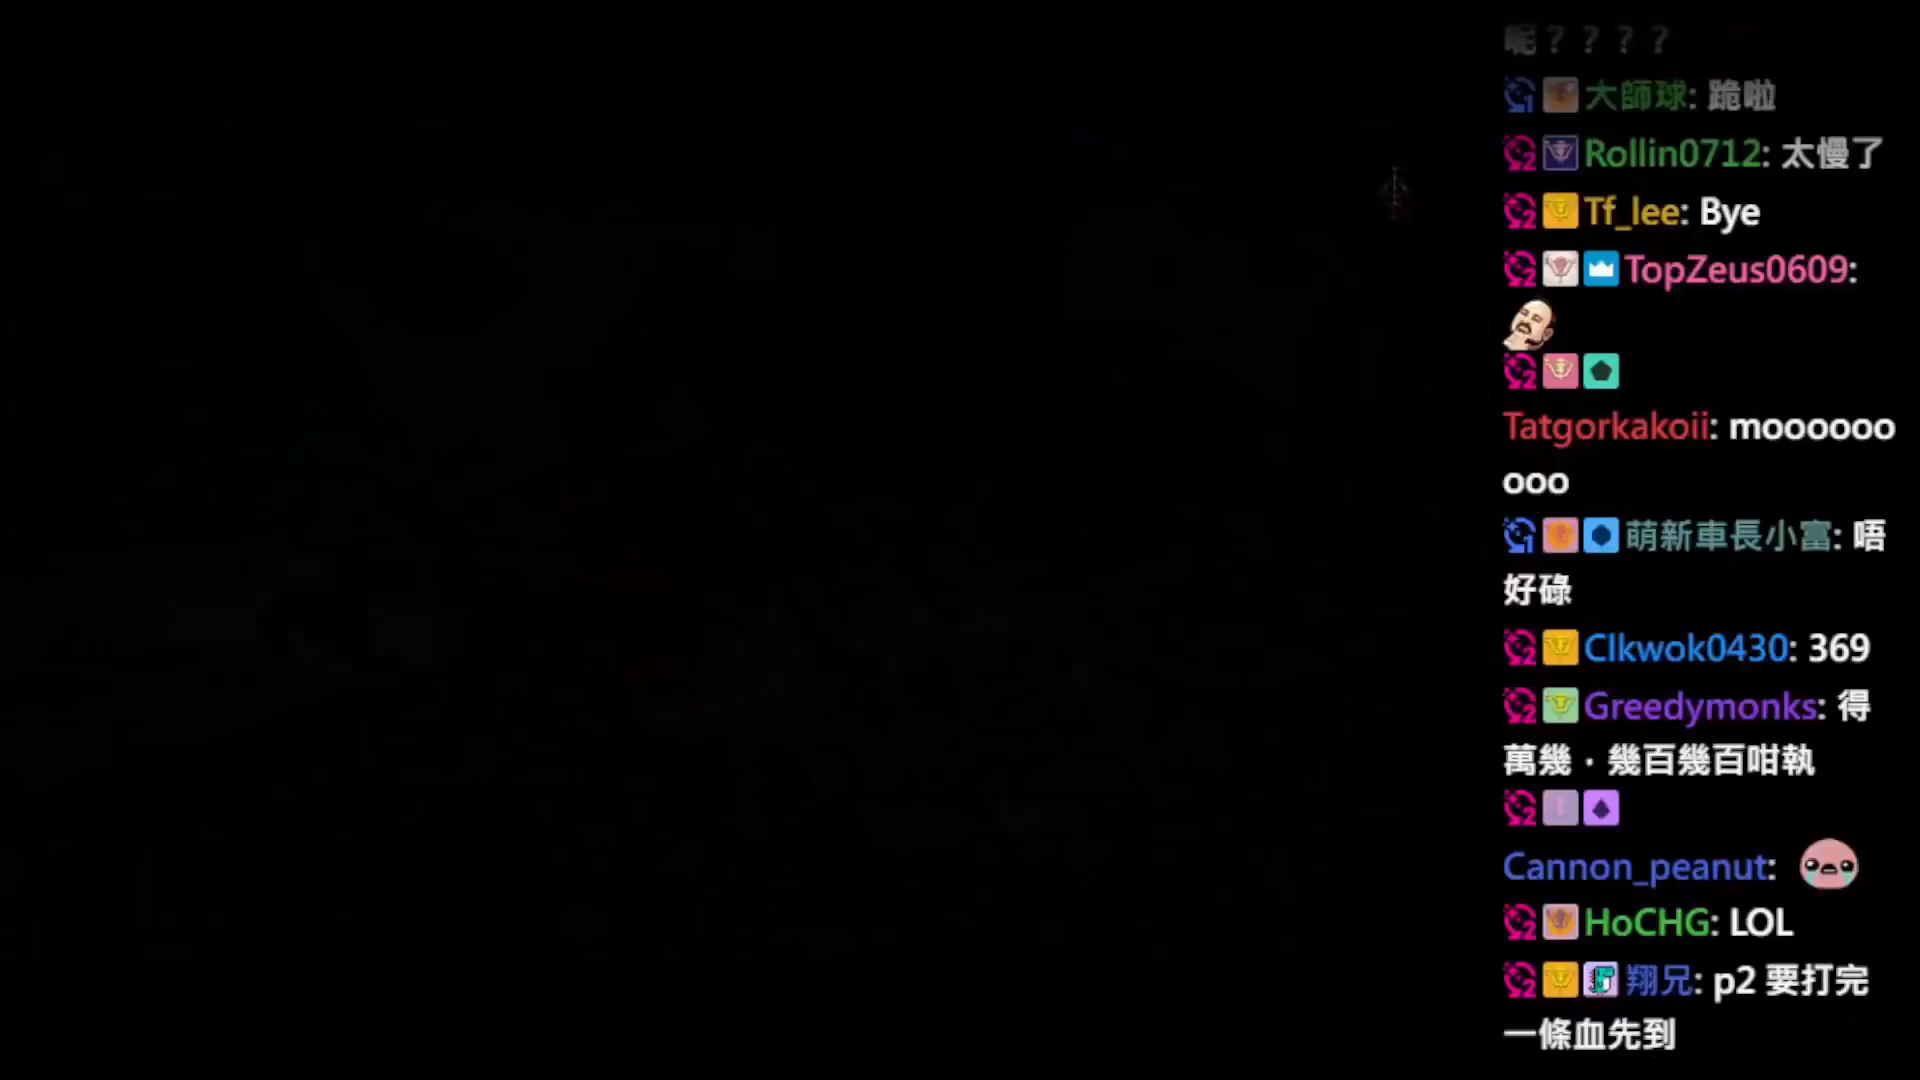 呢？？？？
大師球: 跪啦
Rollin0712: 太慢了
Tf_lee: Bye
TopZeus0609:
Tatgorkakoii: moooooo
ooo
萌新車長小富: 唔
好碌
Clkwok0430: 369
Greedymonks: 得
萬幾．幾百幾百咁執
Cannon_peanut:
HoCHG: LOL
翔兄: p2 要打完
一條血先到